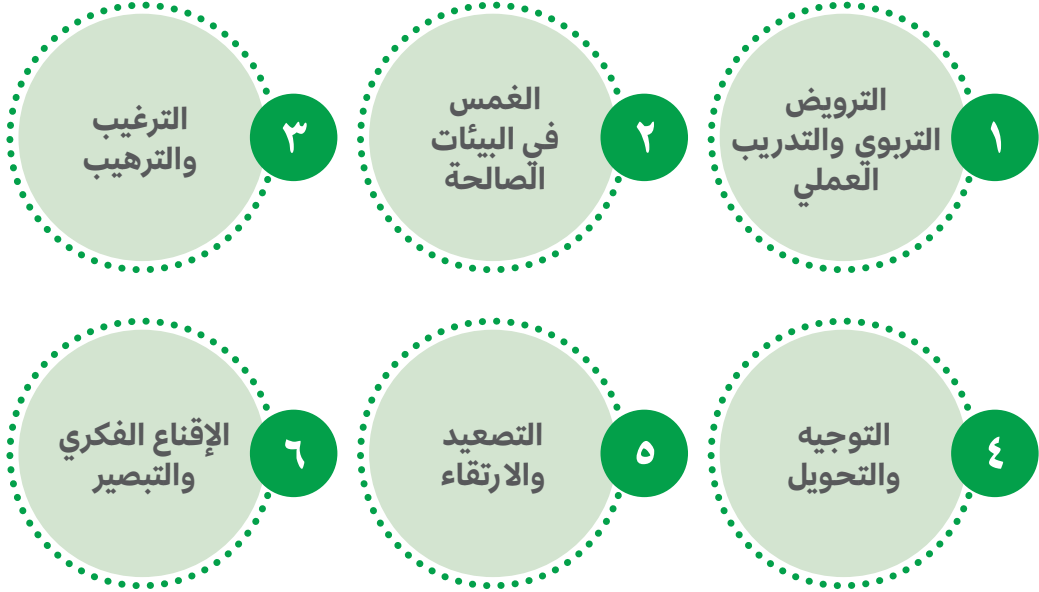 ١
الترويض
التربوي والتدريب
العملي
٢
الغمس
في البيئات
الصالحة
٣
الترغيب
والترهيب
٤
التوجيه
والتحويل
٥
التصعيد
والارتقاء
٦
الإقناع الفكري
والتبصير